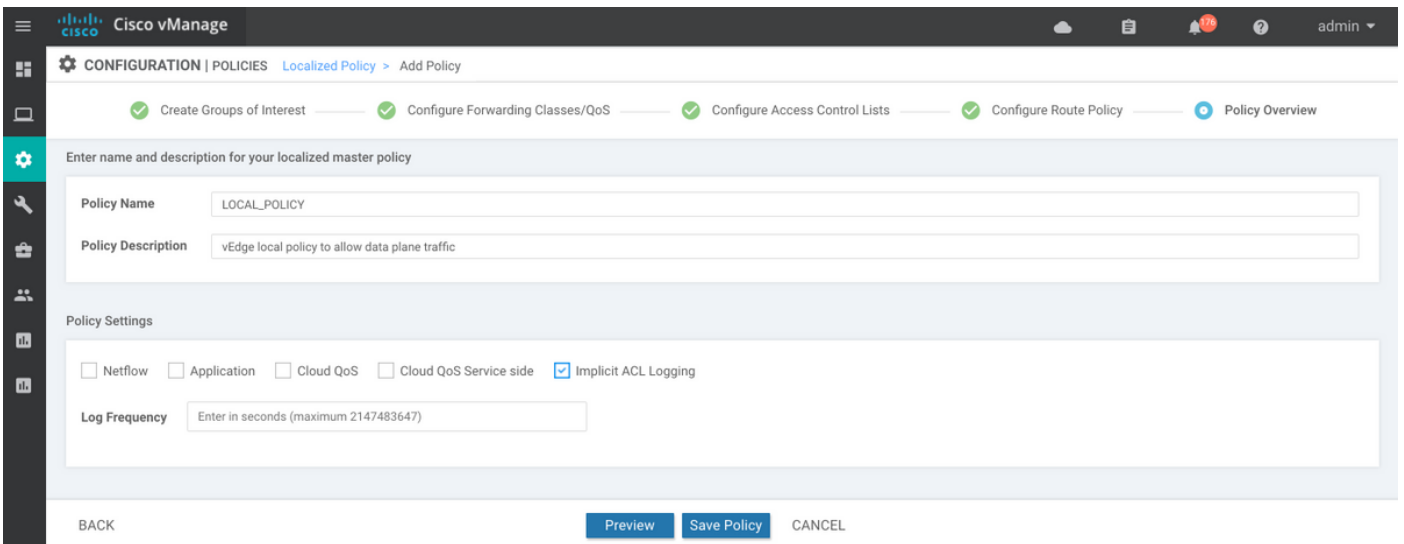 cisco Cisco vManage 176 admin
CONFIGURATION | POLICIES Localized Policy > Add Policy
Create Groups of Interest Configure Forwarding Classes/QoS Configure Access Control Lists Configure Route Policy Policy Overview
Enter name and description for your localized master policy
Policy Name LOCAL_POLICY
Policy Description vEdge local policy to allow data plane traffic
Policy Settings
Netflow Application Cloud QoS Cloud QoS Service side Implicit ACL Logging
Log Frequency Enter in seconds (maximum 2147483647)
BACK Preview Save Policy CANCEL